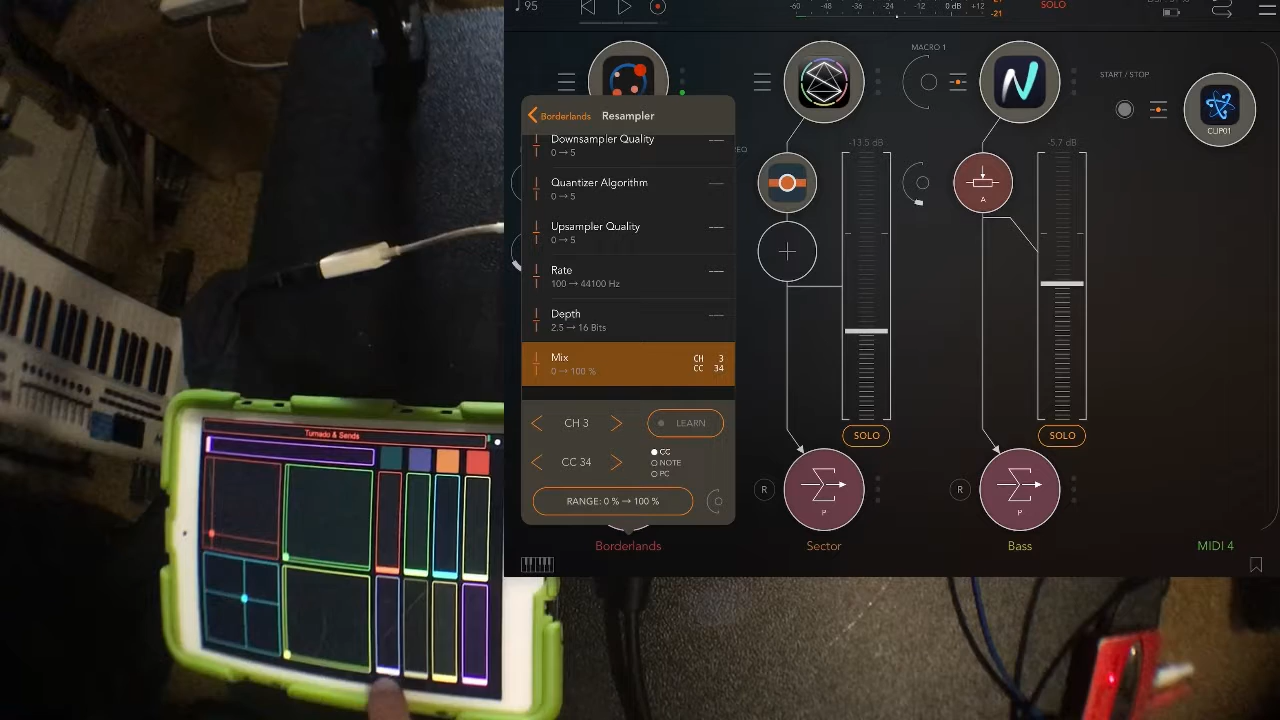 95
-60 -48 -36 -24 -12 0 dB +12
-21
SOLO
MACRO 1
START / STOP
CUP01
Borderlands Resampler
Downsampler Quality
0 → 5
Quantizer Algorithm
0 → 5
Upsampler Quality
0 → 5
Rate
100 → 44100 Hz
Depth
2.5 → 16 Bits
Mix
0 → 100 %
CH 3
CC 34
CH 3
LEARN
CC 34
CC
NOTE
PC
RANGE: 0 % → 100 %
-13.5 dB
-5.7 dB
A
SOLO
SOLO
R
P
R
P
Borderlands
Sector
Bass
MIDI 4
Tornado & Sends